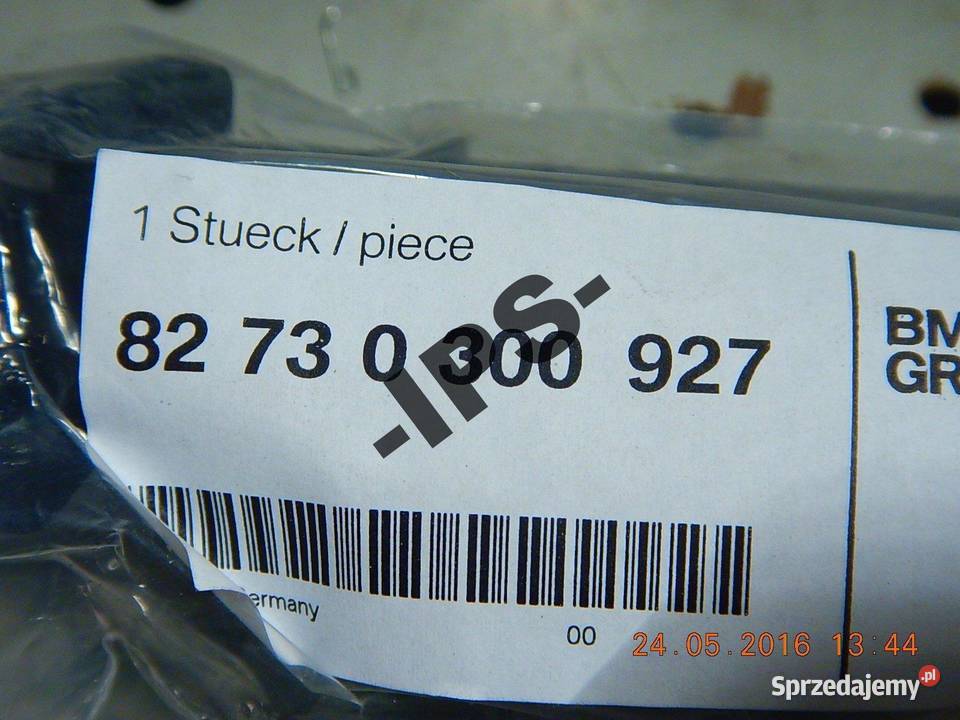 1 Stueck / piece
82 73 0 300 927
-IPS-
BM
GR
ermany
00
24.05.2016 13:44
Sprzedajemy.pl